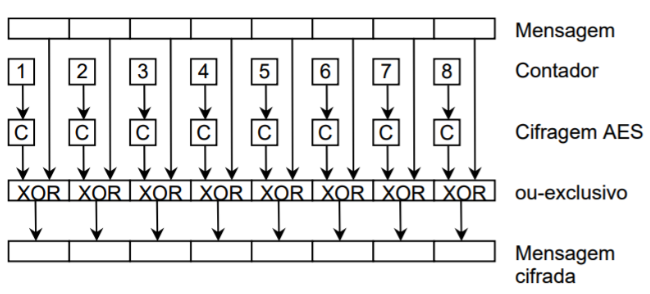 Mensagem
1 2 3 4 5 6 7 8 Contador
C C C C C C C C Cifragem AES
XOR XOR XOR XOR XOR XOR XOR XOR ou-exclusivo
Mensagem
cifrada